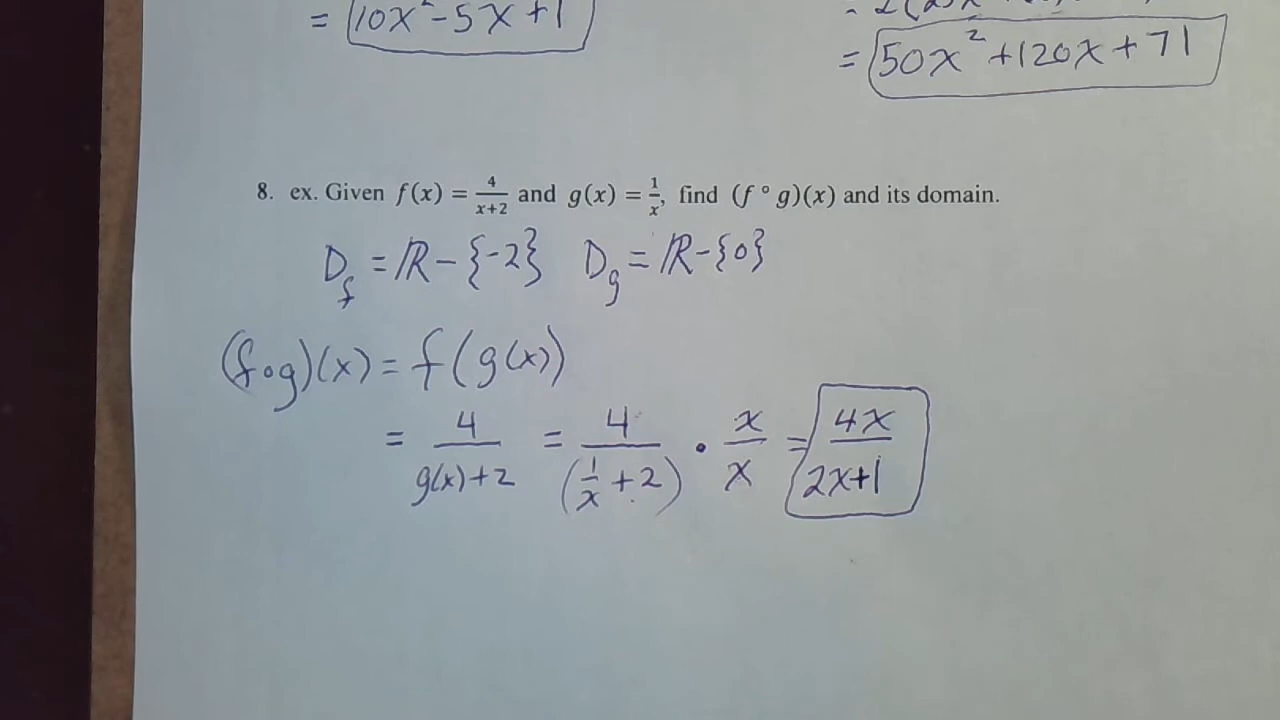 = 10x²-5x+1
= 50x²+120x+71
8. ex. Given f(x) = 4/(x+2) and g(x) = 1/x, find (f∘g)(x) and its domain.
D_f = ℝ-{-2} D_g = ℝ-{0}
(f∘g)(x) = f(g(x))
= 4/(g(x)+2) = 4/(1/x +2) • x/x = 4x/(2x+1)